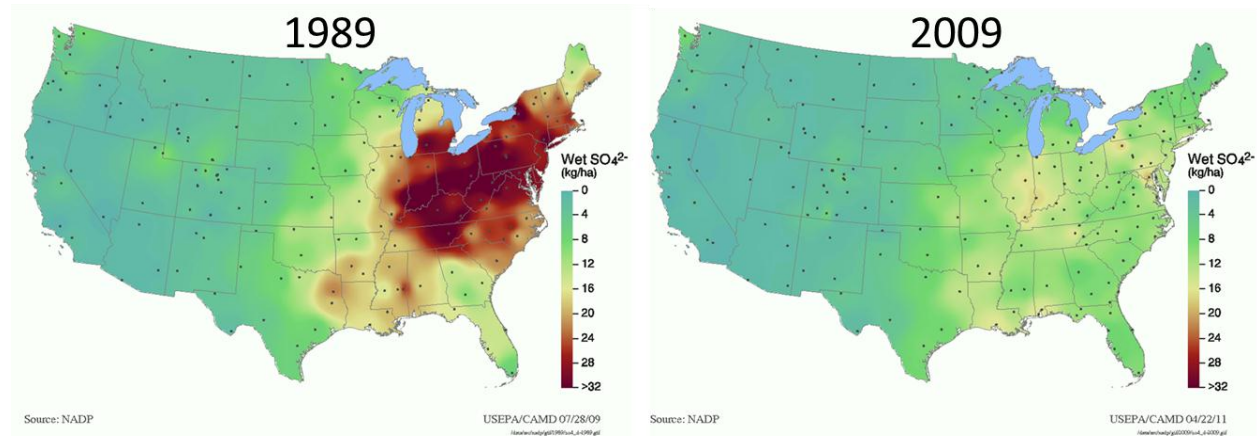 1989
Wet SO₄²⁻
(kg/ha)
0
4
8
12
16
20
24
28
>32
Source: NADP
USEPA/CAMD 07/28/09
2009
Wet SO₄²⁻
(kg/ha)
0
4
8
12
16
20
24
28
>32
Source: NADP
USEPA/CAMD 04/22/11